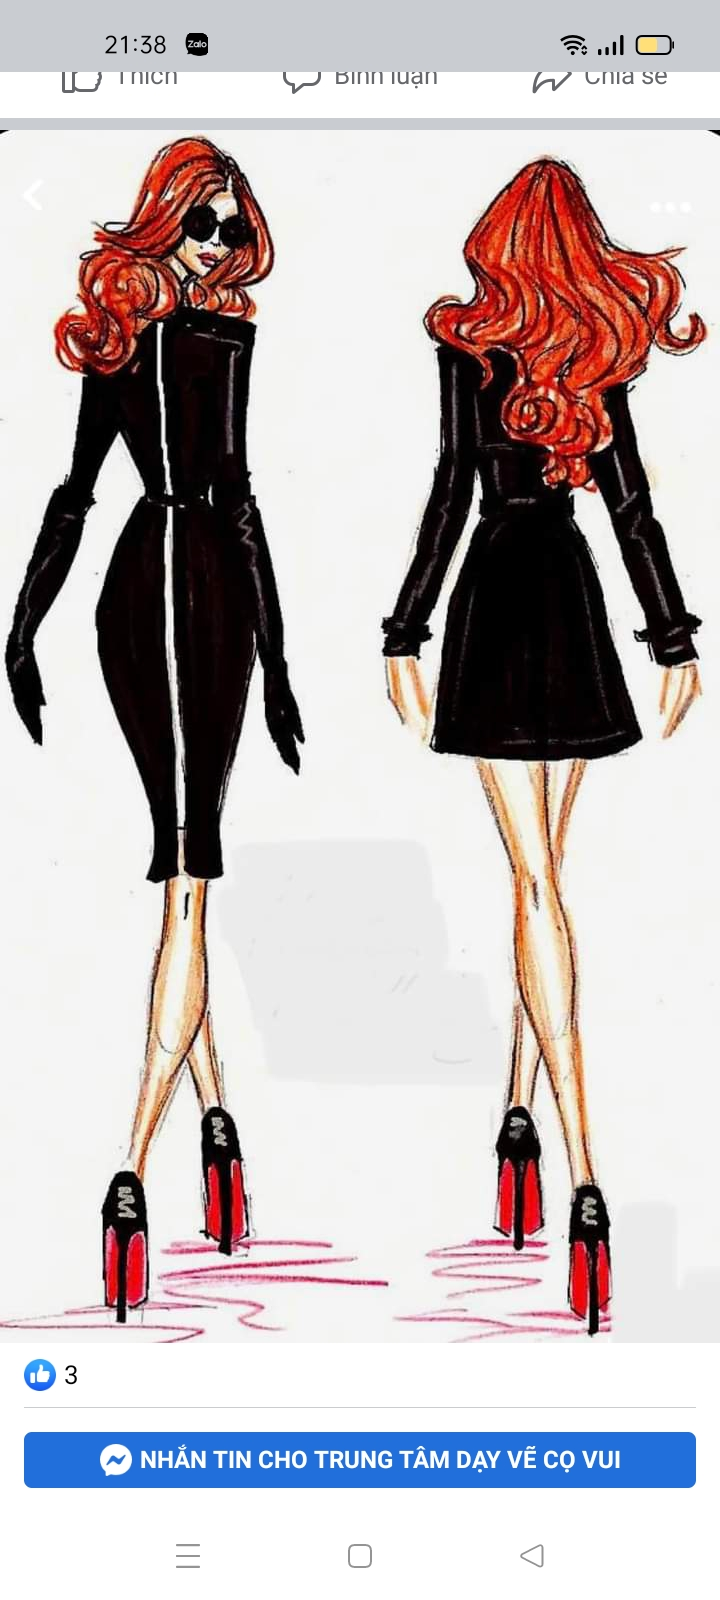 21:38
Zalo
Thích Bình luận Chia sẻ
3
NHẮN TIN CHO TRUNG TÂM DẠY VẼ CỌ VUI